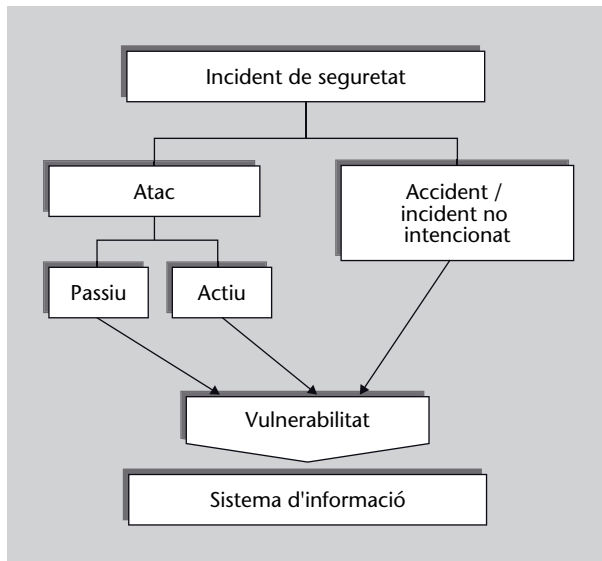 Incident de seguretat
Atac
Accident /
incident no
intencionat
Passiu
Actiu
Vulnerabilitat
Sistema d'informació